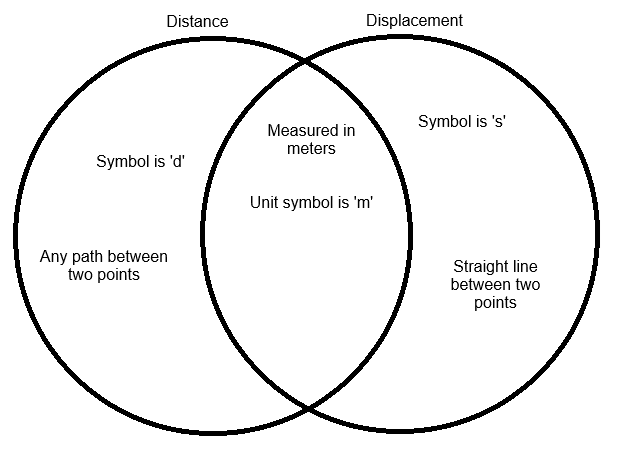 Distance
Displacement
Symbol is 'd'
Any path between
two points
Measured in
meters
Unit symbol is 'm'
Symbol is 's'
Straight line
between two
points